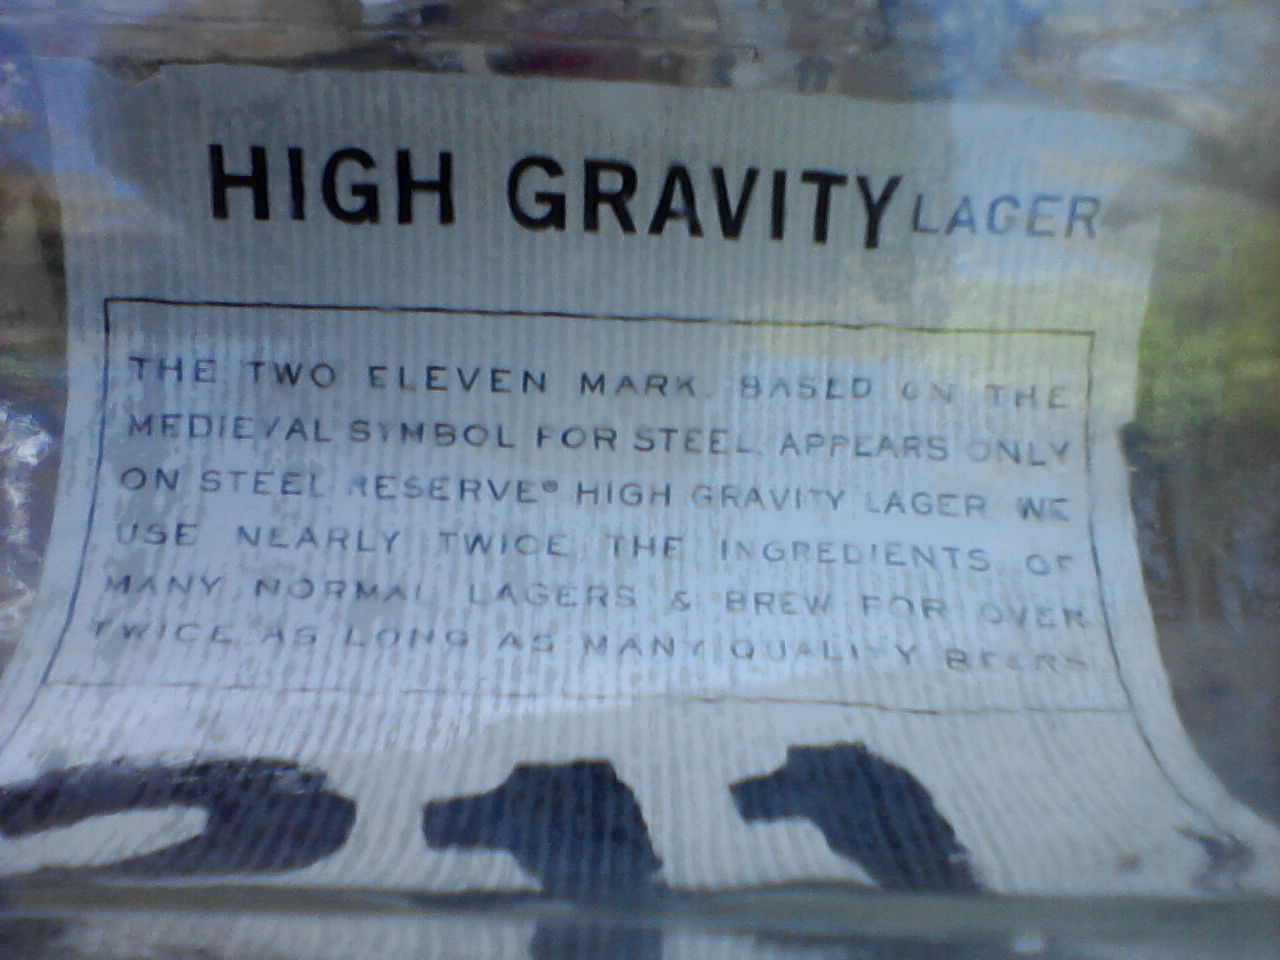 HIGH GRAVITY LAGER
THE TWO ELEVEN MARK BASED ON THE
MEDIEVAL SYMBOL FOR STEEL APPEARS ONLY
ON STEEL RESERVE® HIGH GRAVITY LAGER WE
USE NEARLY TWICE THE INGREDIENTS OF
MANY NORMAL LAGERS & BREW FOR OVER
TWICE AS LONG AS MANY QUALITY BEERS
211